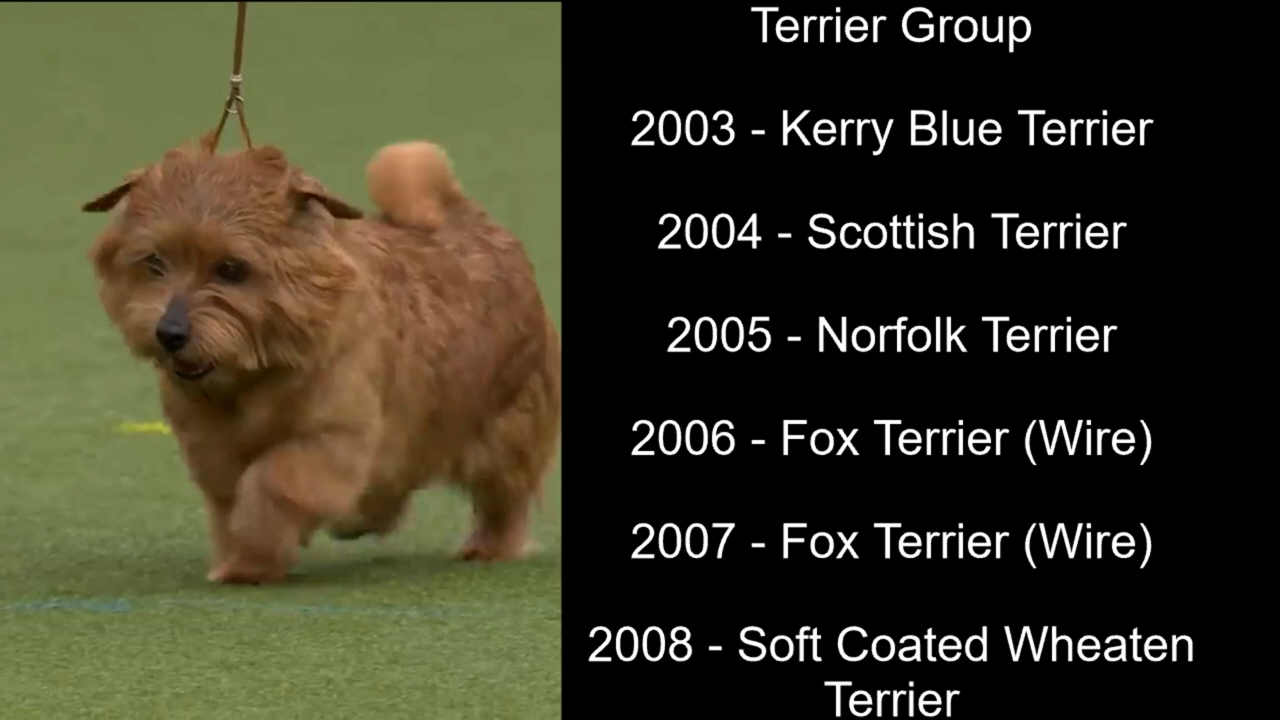 Terrier Group
2003 - Kerry Blue Terrier
2004 - Scottish Terrier
2005 - Norfolk Terrier
2006 - Fox Terrier (Wire)
2007 - Fox Terrier (Wire)
2008 - Soft Coated Wheaten
Terrier